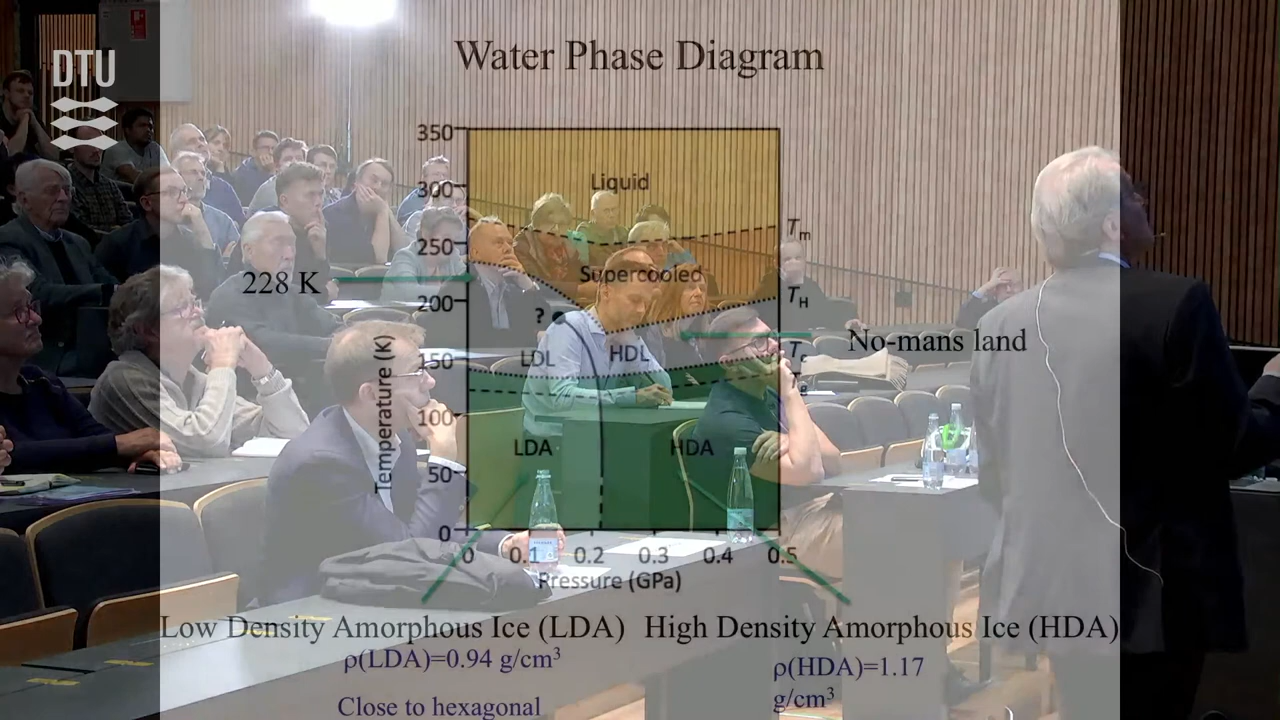 DTU
Water Phase Diagram
350
300
250
200
150
100
50
0
Temperature (K)
Liquid
Supercooled
?
LDL
HDL
LDA
HDA
Tm
TH
228 K
No-mans land
0
0.1
0.2
0.3
0.4
0.5
Pressure (GPa)
Low Density Amorphous Ice (LDA)
High Density Amorphous Ice (HDA)
ρ(LDA)=0.94 g/cm³
ρ(HDA)=1.17
g/cm³
Close to hexagonal